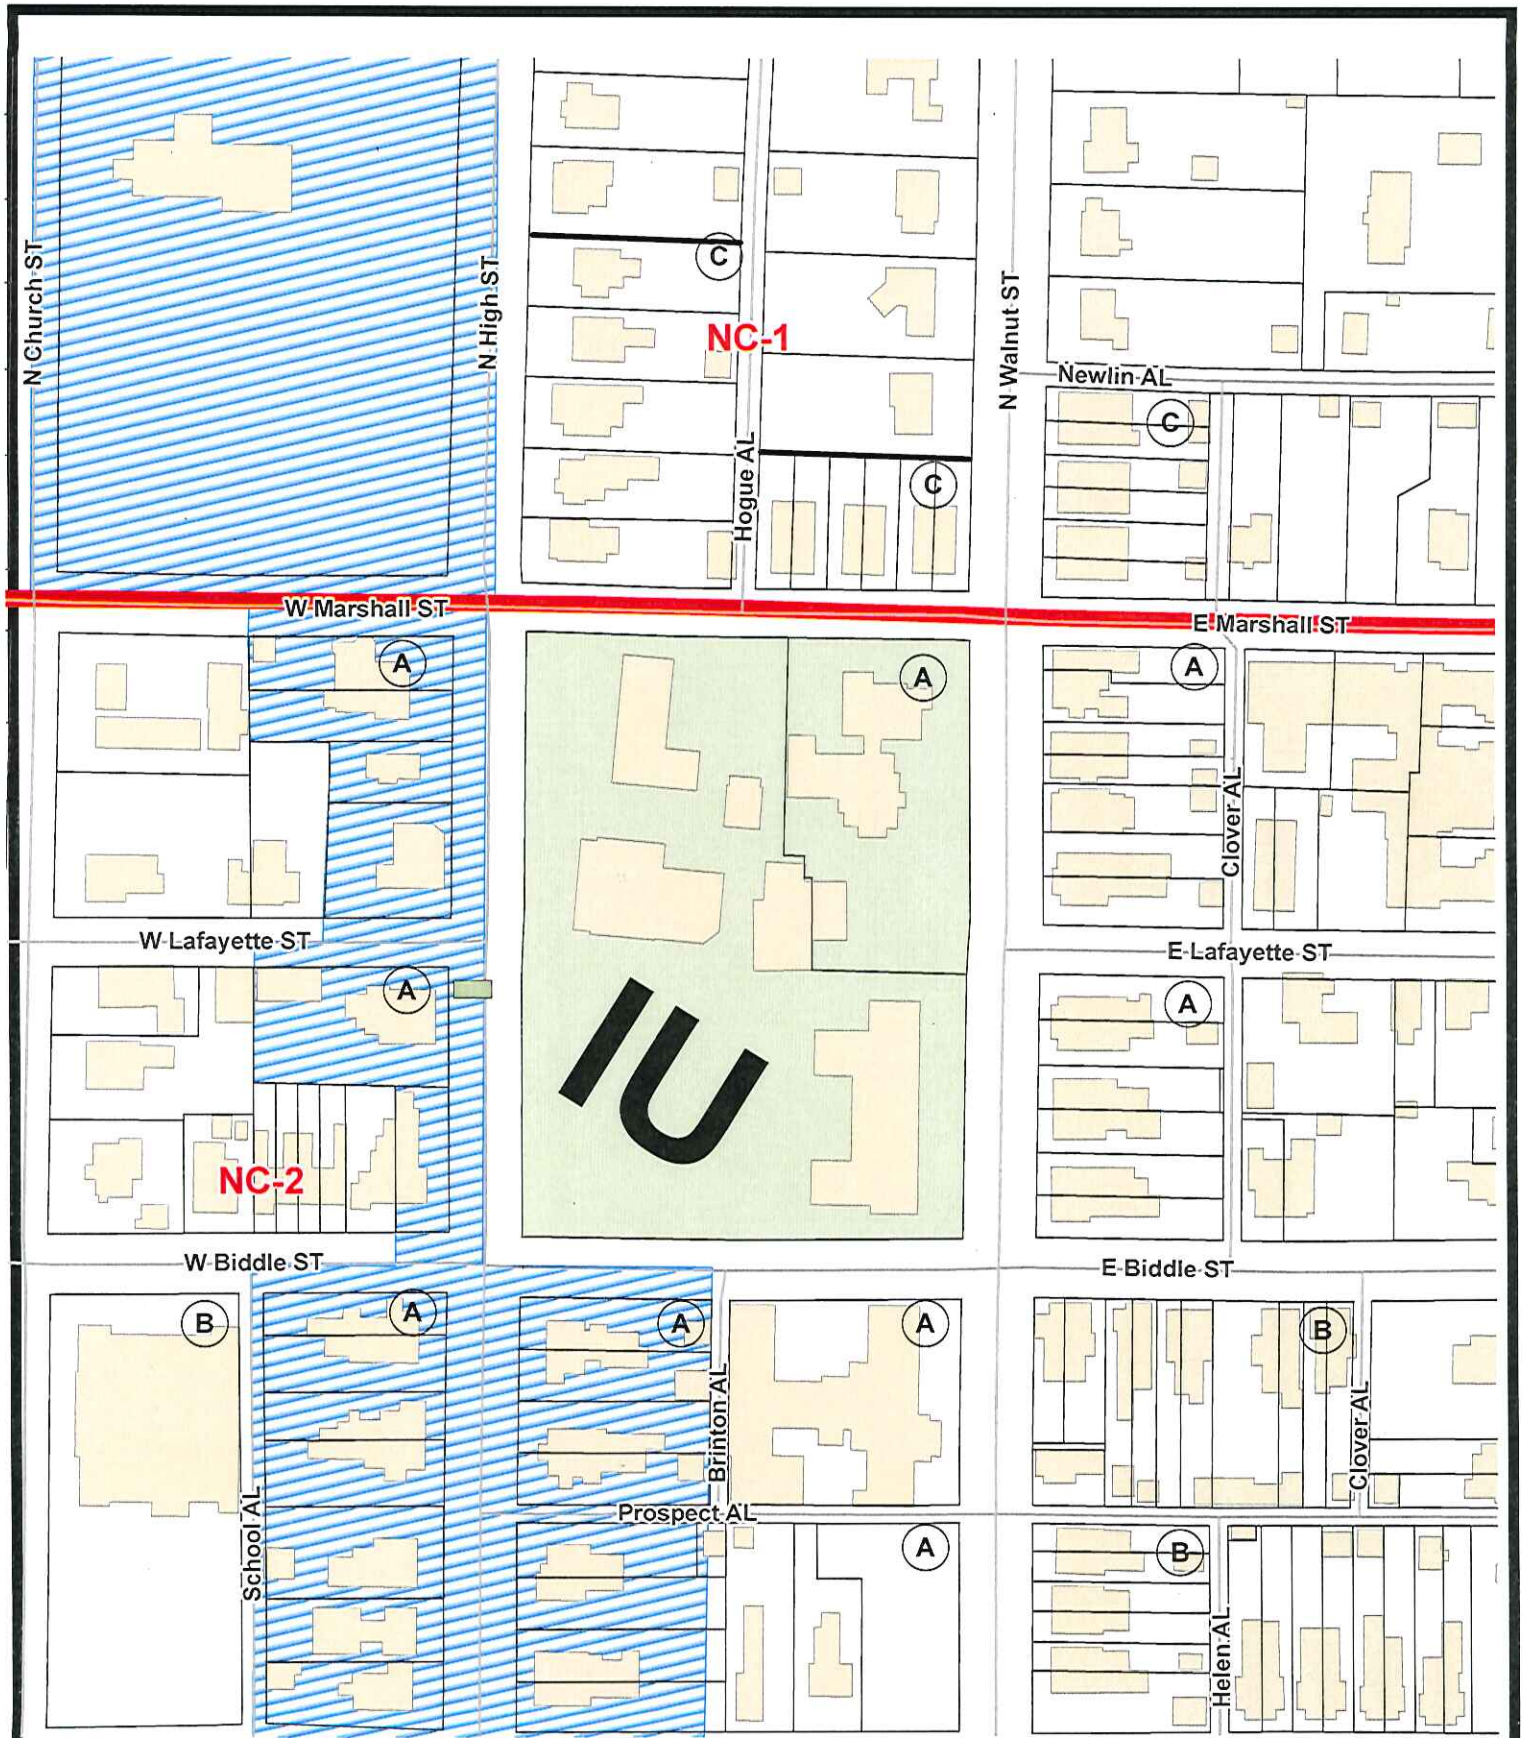 N Church ST
N High ST
C
NC-1
N Walnut ST
Newlin AL
C
Hogue AL
C
W Marshall ST
E Marshall ST
A
A
A
Clover AL
W Lafayette ST
E Lafayette ST
A
A
IU
NC-2
W Biddle ST
E Biddle ST
B
A
A
A
B
Brinton AL
Clover AL
School AL
Prospect AL
A
B
Helen AL